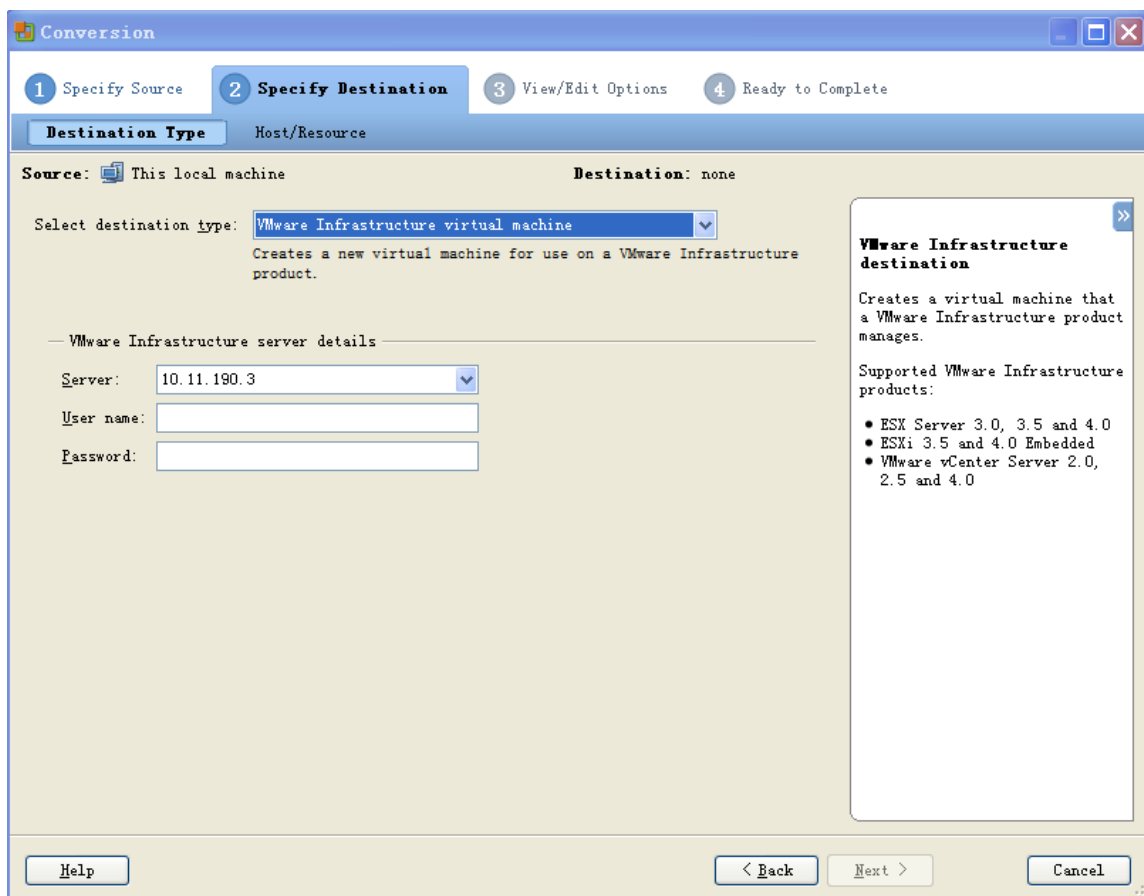 Conversion
1 Specify Source 2 Specify Destination 3 View/Edit Options 4 Ready to Complete
Destination Type Host/Resource
Source: This local machine Destination: none
Select destination type: VMware Infrastructure virtual machine
Creates a new virtual machine for use on a VMware Infrastructure
product.
VMware Infrastructure server details
Server: 10.11.190.3
User name:
Password:
»
VMware Infrastructure
destination
Creates a virtual machine that
a VMware Infrastructure product
manages.
Supported VMware Infrastructure
products:
• ESX Server 3.0, 3.5 and 4.0
• ESXi 3.5 and 4.0 Embedded
• VMware vCenter Server 2.0,
2.5 and 4.0
Help < Back Next > Cancel